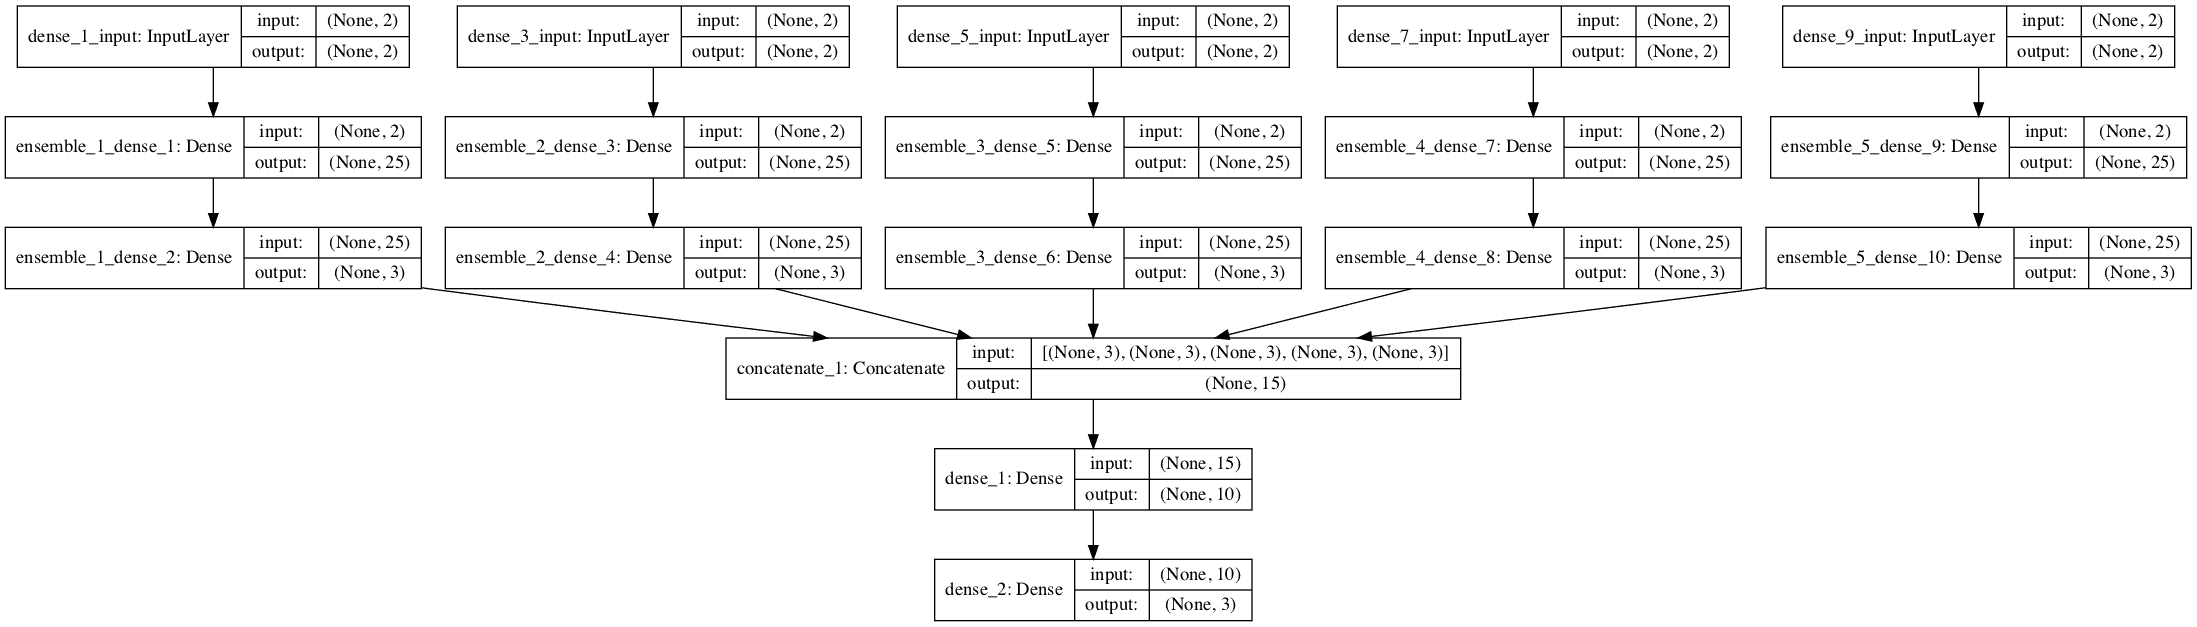 dense_1_input: InputLayer input: (None, 2) output: (None, 2)
dense_3_input: InputLayer input: (None, 2) output: (None, 2)
dense_5_input: InputLayer input: (None, 2) output: (None, 2)
dense_7_input: InputLayer input: (None, 2) output: (None, 2)
dense_9_input: InputLayer input: (None, 2) output: (None, 2)
ensemble_1_dense_1: Dense input: (None, 2) output: (None, 25)
ensemble_2_dense_3: Dense input: (None, 2) output: (None, 25)
ensemble_3_dense_5: Dense input: (None, 2) output: (None, 25)
ensemble_4_dense_7: Dense input: (None, 2) output: (None, 25)
ensemble_5_dense_9: Dense input: (None, 2) output: (None, 25)
ensemble_1_dense_2: Dense input: (None, 25) output: (None, 3)
ensemble_2_dense_4: Dense input: (None, 25) output: (None, 3)
ensemble_3_dense_6: Dense input: (None, 25) output: (None, 3)
ensemble_4_dense_8: Dense input: (None, 25) output: (None, 3)
ensemble_5_dense_10: Dense input: (None, 25) output: (None, 3)
concatenate_1: Concatenate input: [(None, 3), (None, 3), (None, 3), (None, 3), (None, 3)] output: (None, 15)
dense_1: Dense input: (None, 15) output: (None, 10)
dense_2: Dense input: (None, 10) output: (None, 3)